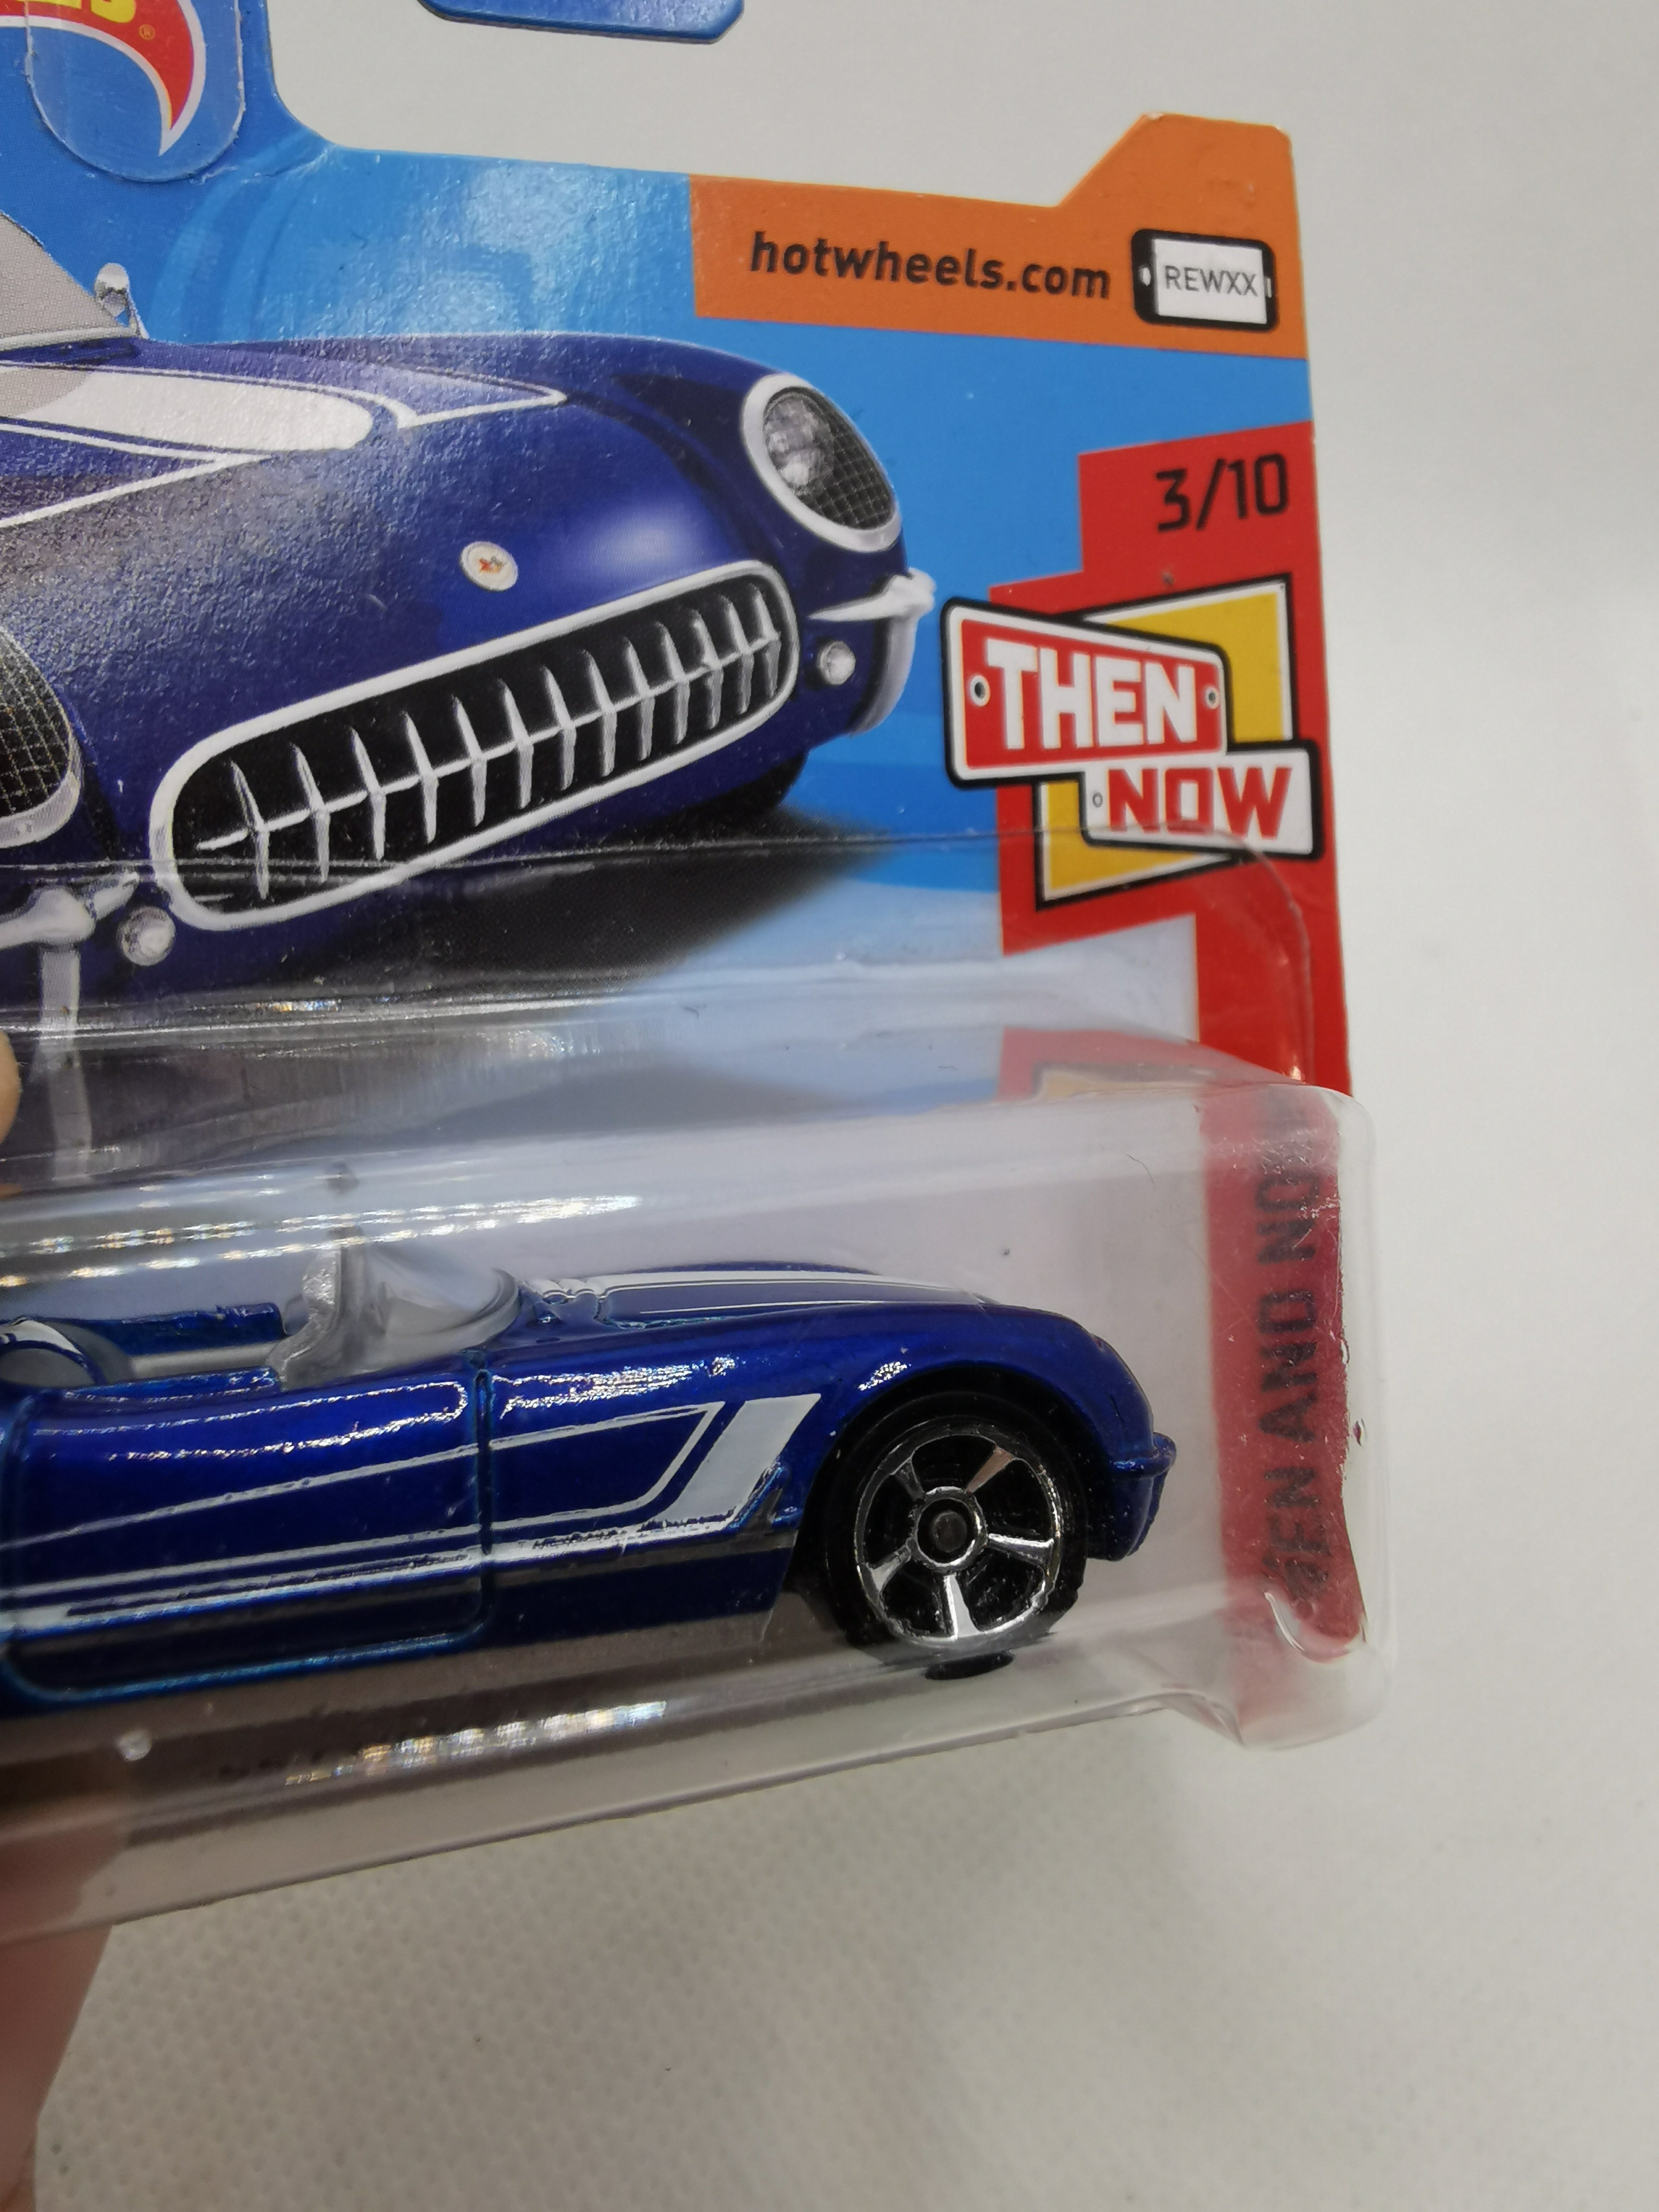 ®
hotwheels.com
REWXX
3/10
THEN
NOW